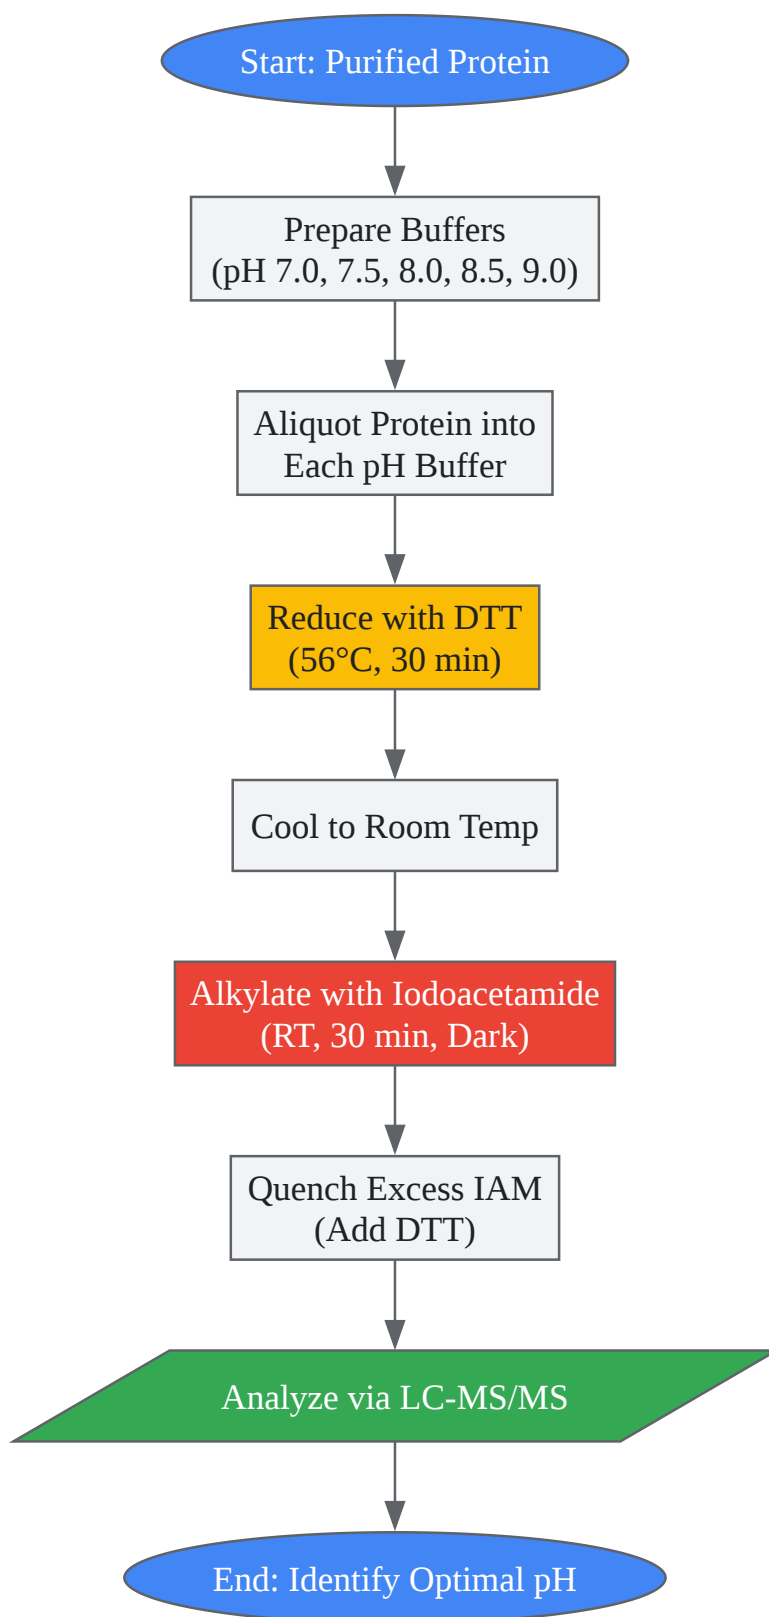 Start: Purified Protein
Prepare Buffers
(pH 7.0, 7.5, 8.0, 8.5, 9.0)
Aliquot Protein into
Each pH Buffer
Reduce with DTT
(56°C, 30 min)
Cool to Room Temp
Alkylate with Iodoacetamide
(RT, 30 min, Dark)
Quench Excess IAM
(Add DTT)
Analyze via LC-MS/MS
End: Identify Optimal pH